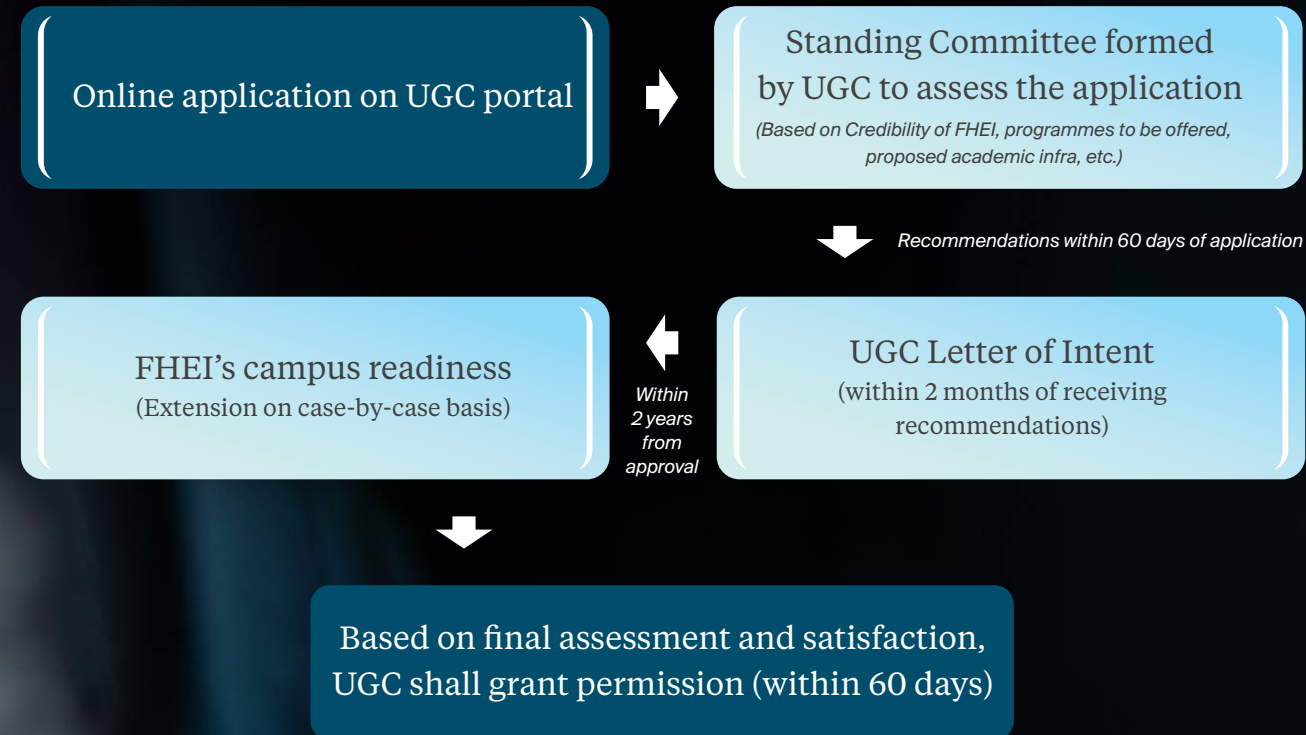 Online application on UGC portal
Standing Committee formed
by UGC to assess the application
(Based on Credibility of FHEI, programmes to be offered,
proposed academic infra, etc.)
Recommendations within 60 days of application
UGC Letter of Intent
(within 2 months of receiving
recommendations)
Within
2 years
from
approval
FHEI’s campus readiness
(Extension on case-by-case basis)
Based on final assessment and satisfaction,
UGC shall grant permission (within 60 days)